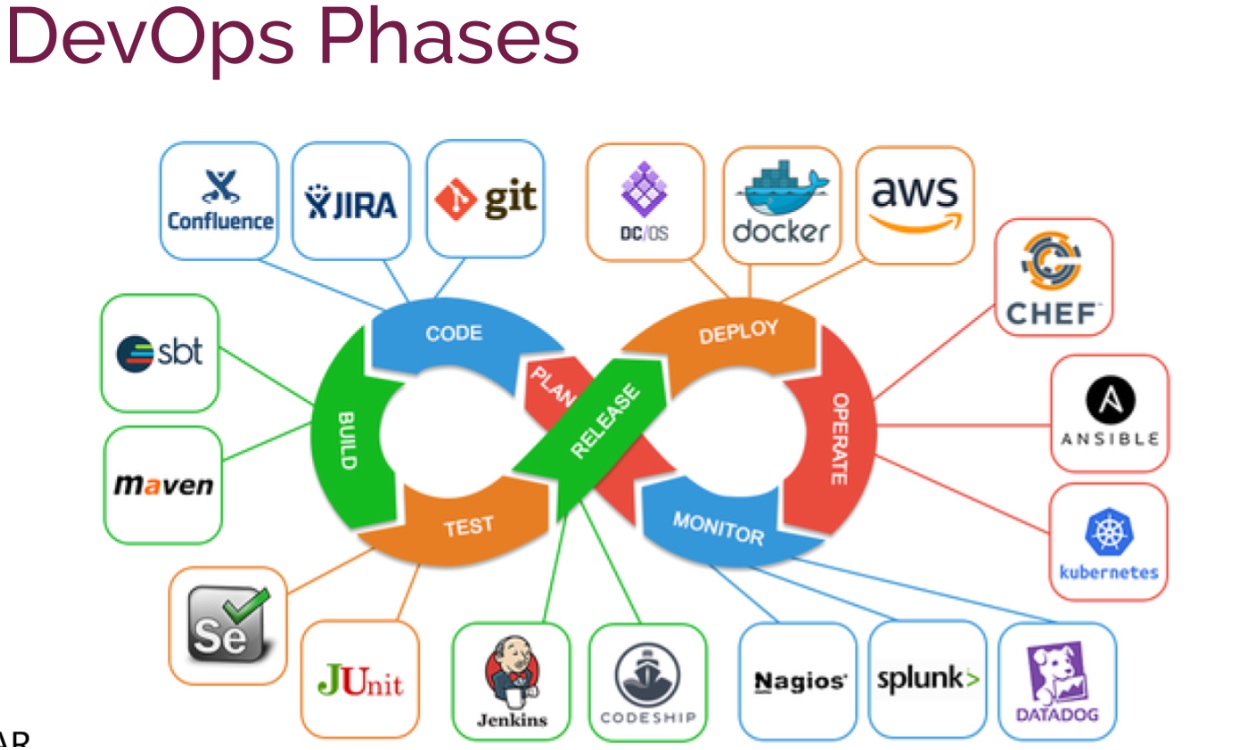 DevOps Phases
Confluence
JIRA
git
DC/OS
docker
aws
CHEF™
sbt
CODE
DEPLOY
PLAN
RELEASE
BUILD
OPERATE
ANSIBLE
maven
TEST
MONITOR
kubernetes
Se
JUnit
Jenkins
CODESHIP
Nagios®
splunk>
DATADOG
AR